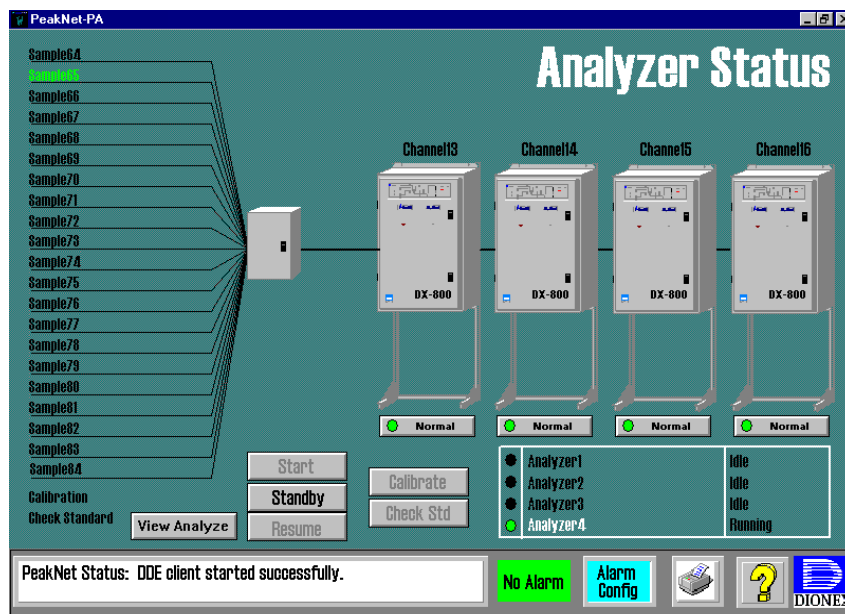 PeakNet-PA
Analyzer Status
Sample64
Sample65
Sample66
Sample67
Sample68
Sample69
Sample70
Sample71
Sample72
Sample73
Sample74
Sample75
Sample76
Sample77
Sample78
Sample79
Sample80
Sample81
Sample82
Sample83
Sample84
Calibration
Check Standard
View Analyze
Channel13 Channel14 Channel15 Channel16
DX-800 DX-800 DX-800 DX-800
Normal Normal Normal Normal
Start
Standby
Resume
Calibrate
Check Std
Analyzer1 Idle
Analyzer2 Idle
Analyzer3 Idle
Analyzer4 Running
PeakNet Status: DDE client started successfully.
No Alarm
Alarm
Config
?
DIONEX